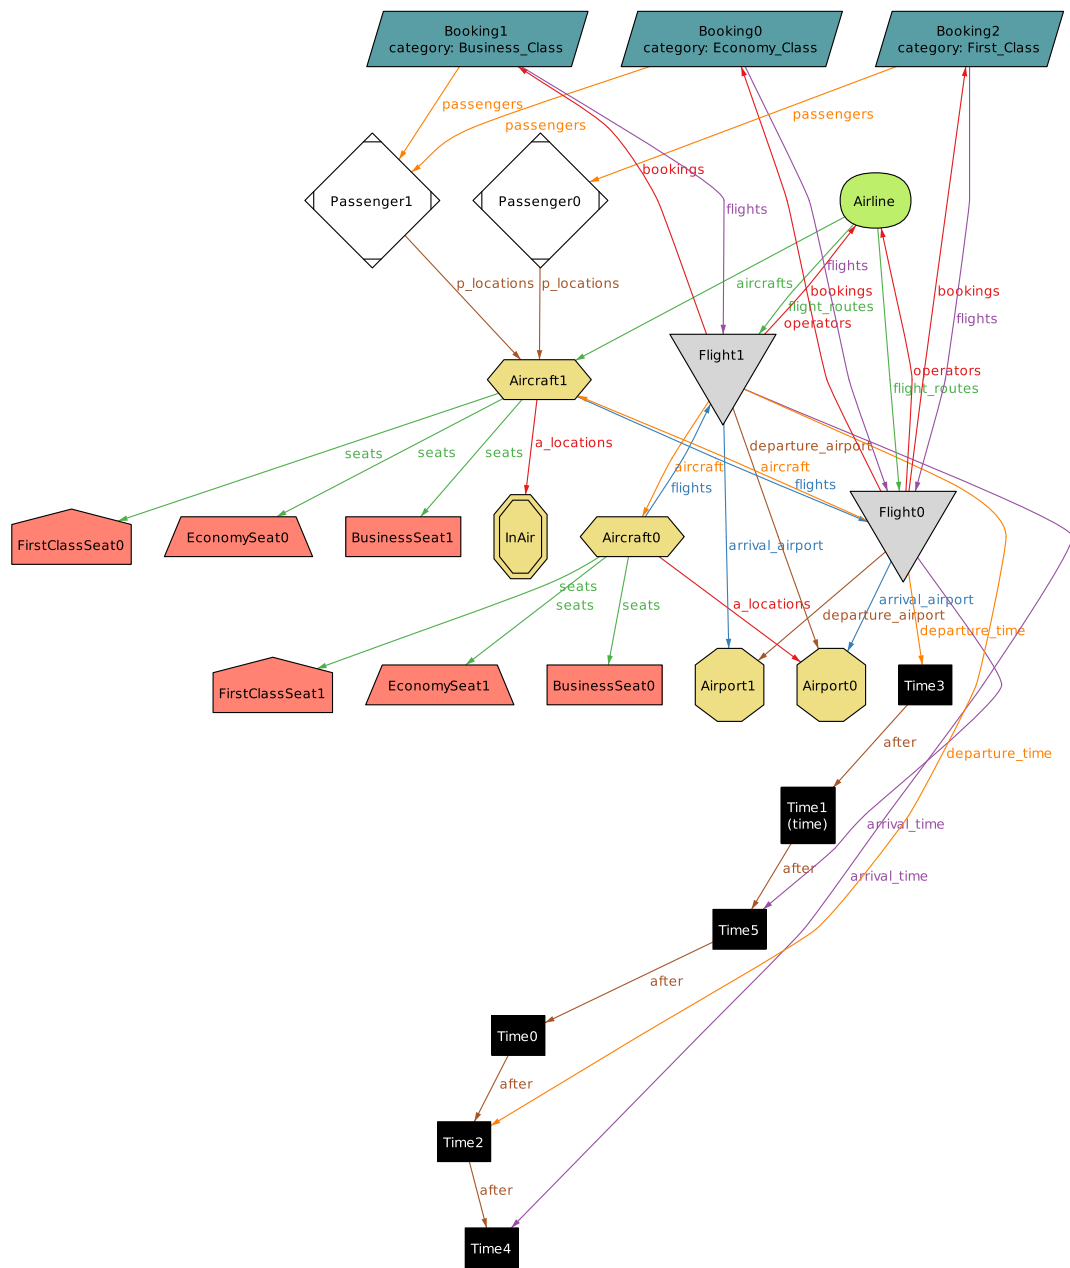 Booking1
category: Business_Class
Booking0
category: Economy_Class
Booking2
category: First_Class
passengers
passengers
passengers
Passenger1
Passenger0
bookings
flights
Airline
p_locations
p_locations
aircrafts
flights
bookings
flight_routes
operators
bookings
flights
Aircraft1
Flight1
operators
flight_routes
seats
seats
seats
a_locations
departure_airport
aircraft
aircraft
flights
flights
FirstClassSeat0
EconomySeat0
BusinessSeat1
InAir
Aircraft0
Flight0
arrival_airport
seats
seats
seats
a_locations
arrival_airport
departure_airport
departure_time
FirstClassSeat1
EconomySeat1
BusinessSeat0
Airport1
Airport0
Time3
after
departure_time
Time1
(time)
arrival_time
after
arrival_time
Time5
after
Time0
after
Time2
after
Time4